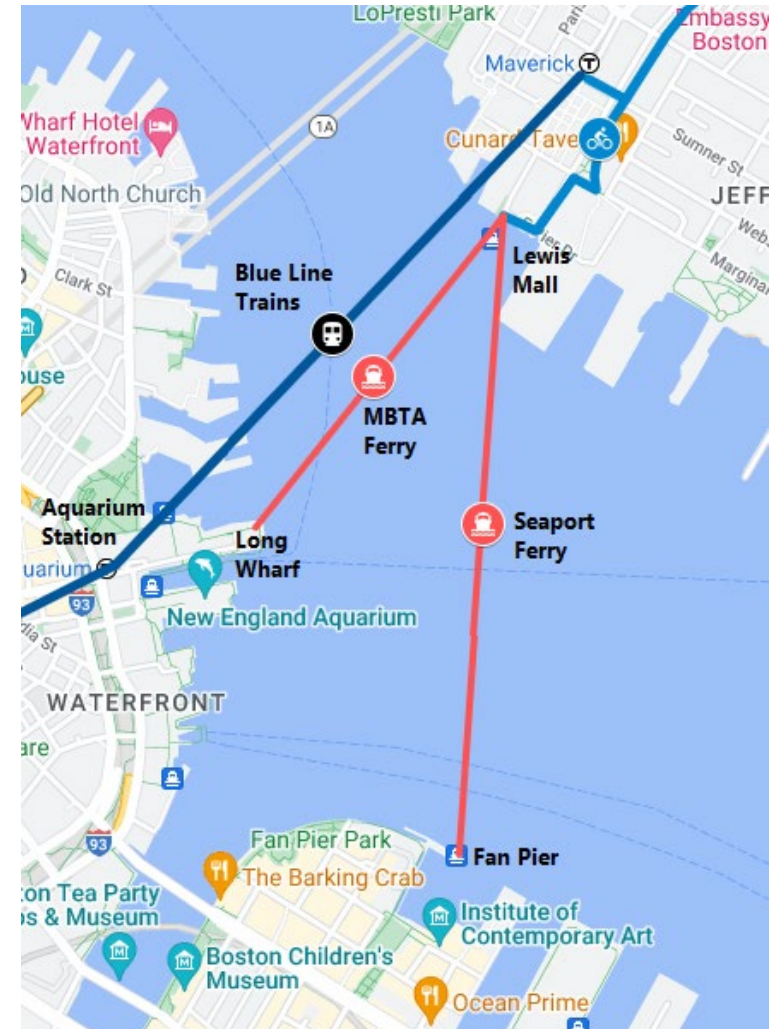 LoPresti Park
Embassy
Boston
Maverick
T
Wharf Hotel
Waterfront
1A
Cunard Tave
Sumner St
Old North Church
JEFF
Lewis
Mall
Clark St
Blue Line
Trains
Marginal
ouse
MBTA
Ferry
Aquarium
Station
Long
Wharf
Seaport
Ferry
uarium
93
New England Aquarium
WATERFRONT
are
93
Fan Pier Park
Fan Pier
The Barking Crab
ton Tea Party
s & Museum
Institute of
Contemporary Art
Boston Children's
Museum
Ocean Prime